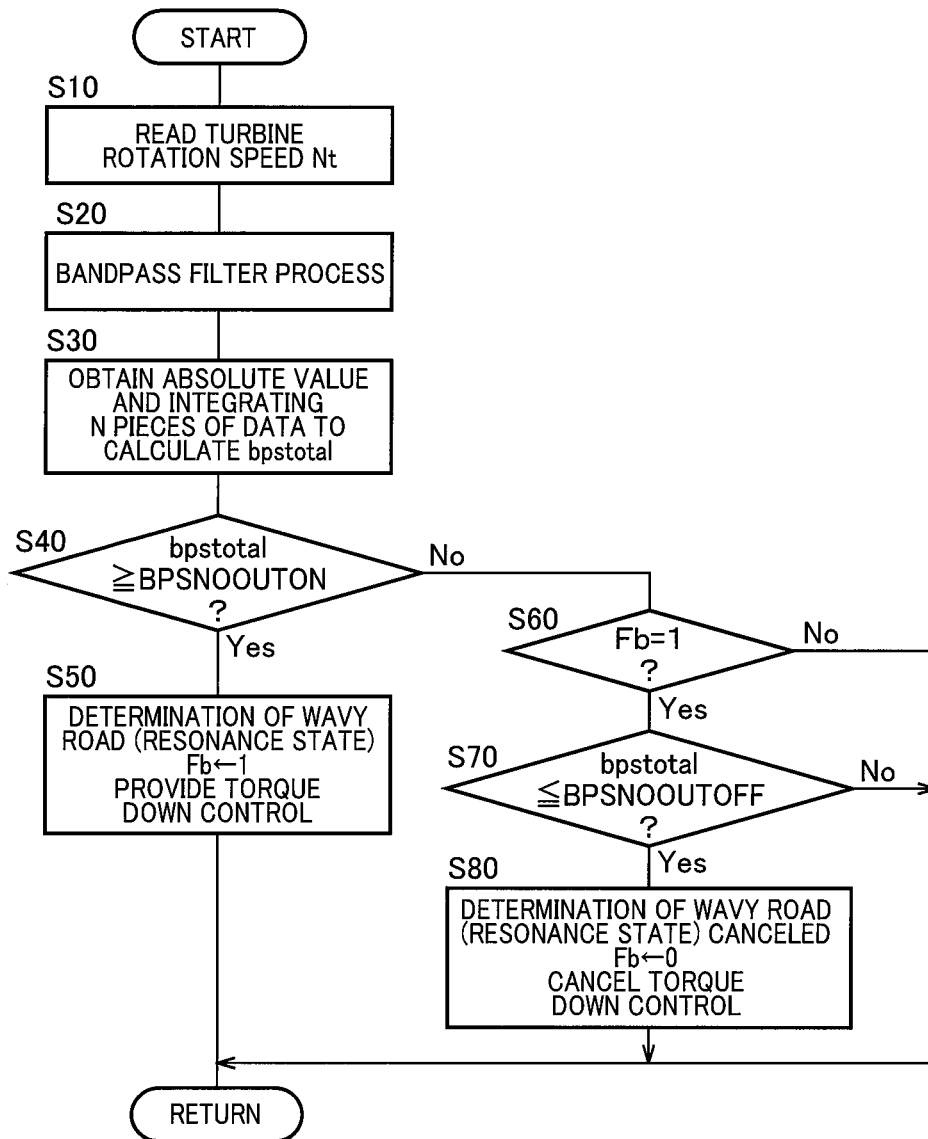 START
S10
READ TURBINE
ROTATION SPEED Nt
S20
BANDPASS FILTER PROCESS
S30
OBTAIN ABSOLUTE VALUE
AND INTEGRATING
N PIECES OF DATA TO
CALCULATE bpstotal
S40
bpstotal
≧BPSNOOUTON
?
No
Yes
S50
DETERMINATION OF WAVY
ROAD (RESONANCE STATE)
Fb←1
PROVIDE TORQUE
DOWN CONTROL
S60
Fb=1
?
No
Yes
S70
bpstotal
≦BPSNOOUTOFF
?
No
Yes
S80
DETERMINATION OF WAVY ROAD
(RESONANCE STATE) CANCELED
Fb←0
CANCEL TORQUE
DOWN CONTROL
RETURN